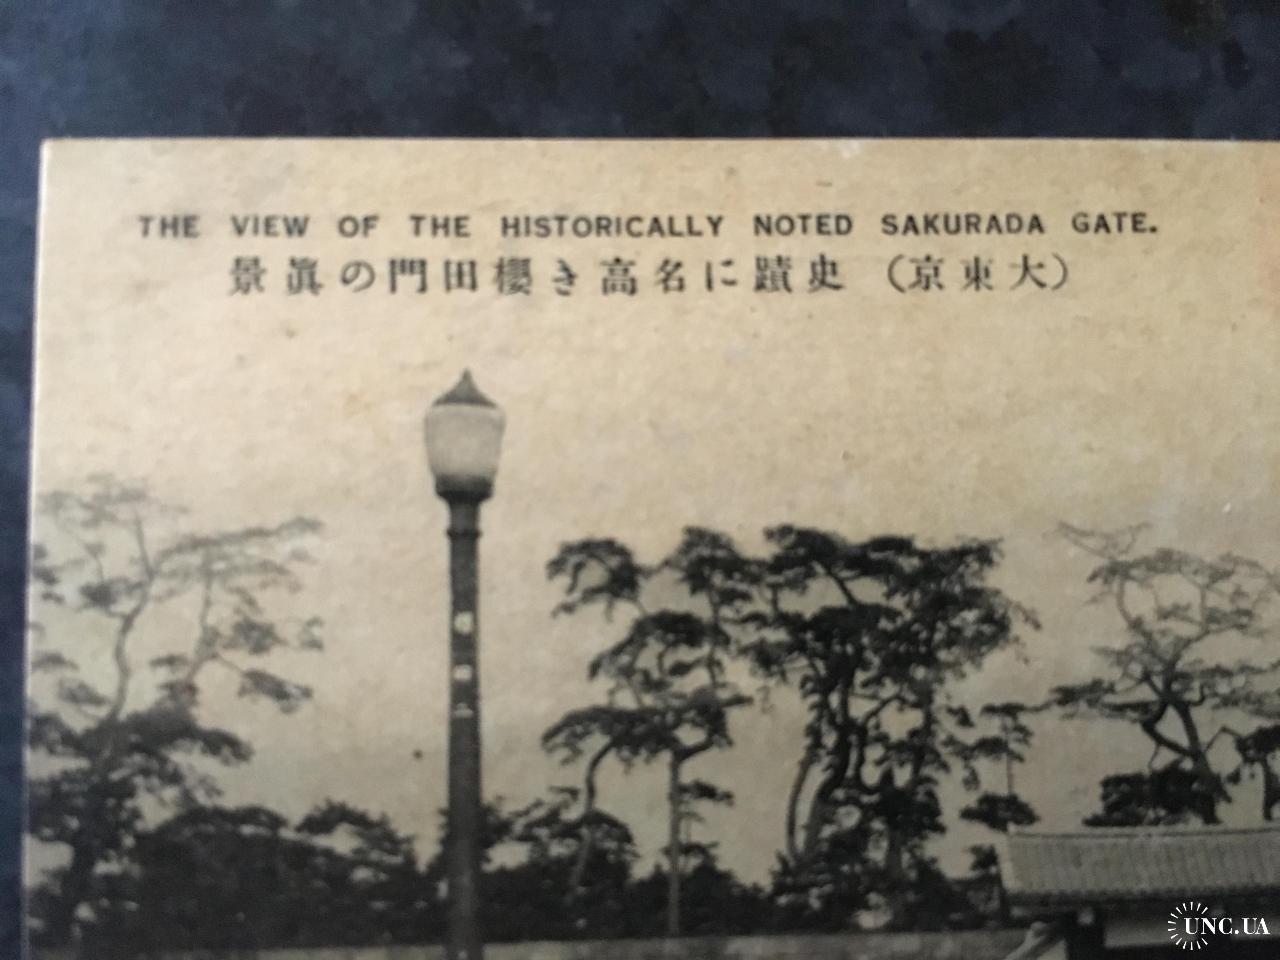 THE VIEW OF THE HISTORICALLY NOTED SAKURADA GATE.
（大東京） 史蹟に名高き櫻田門の眞景
UNC.UA